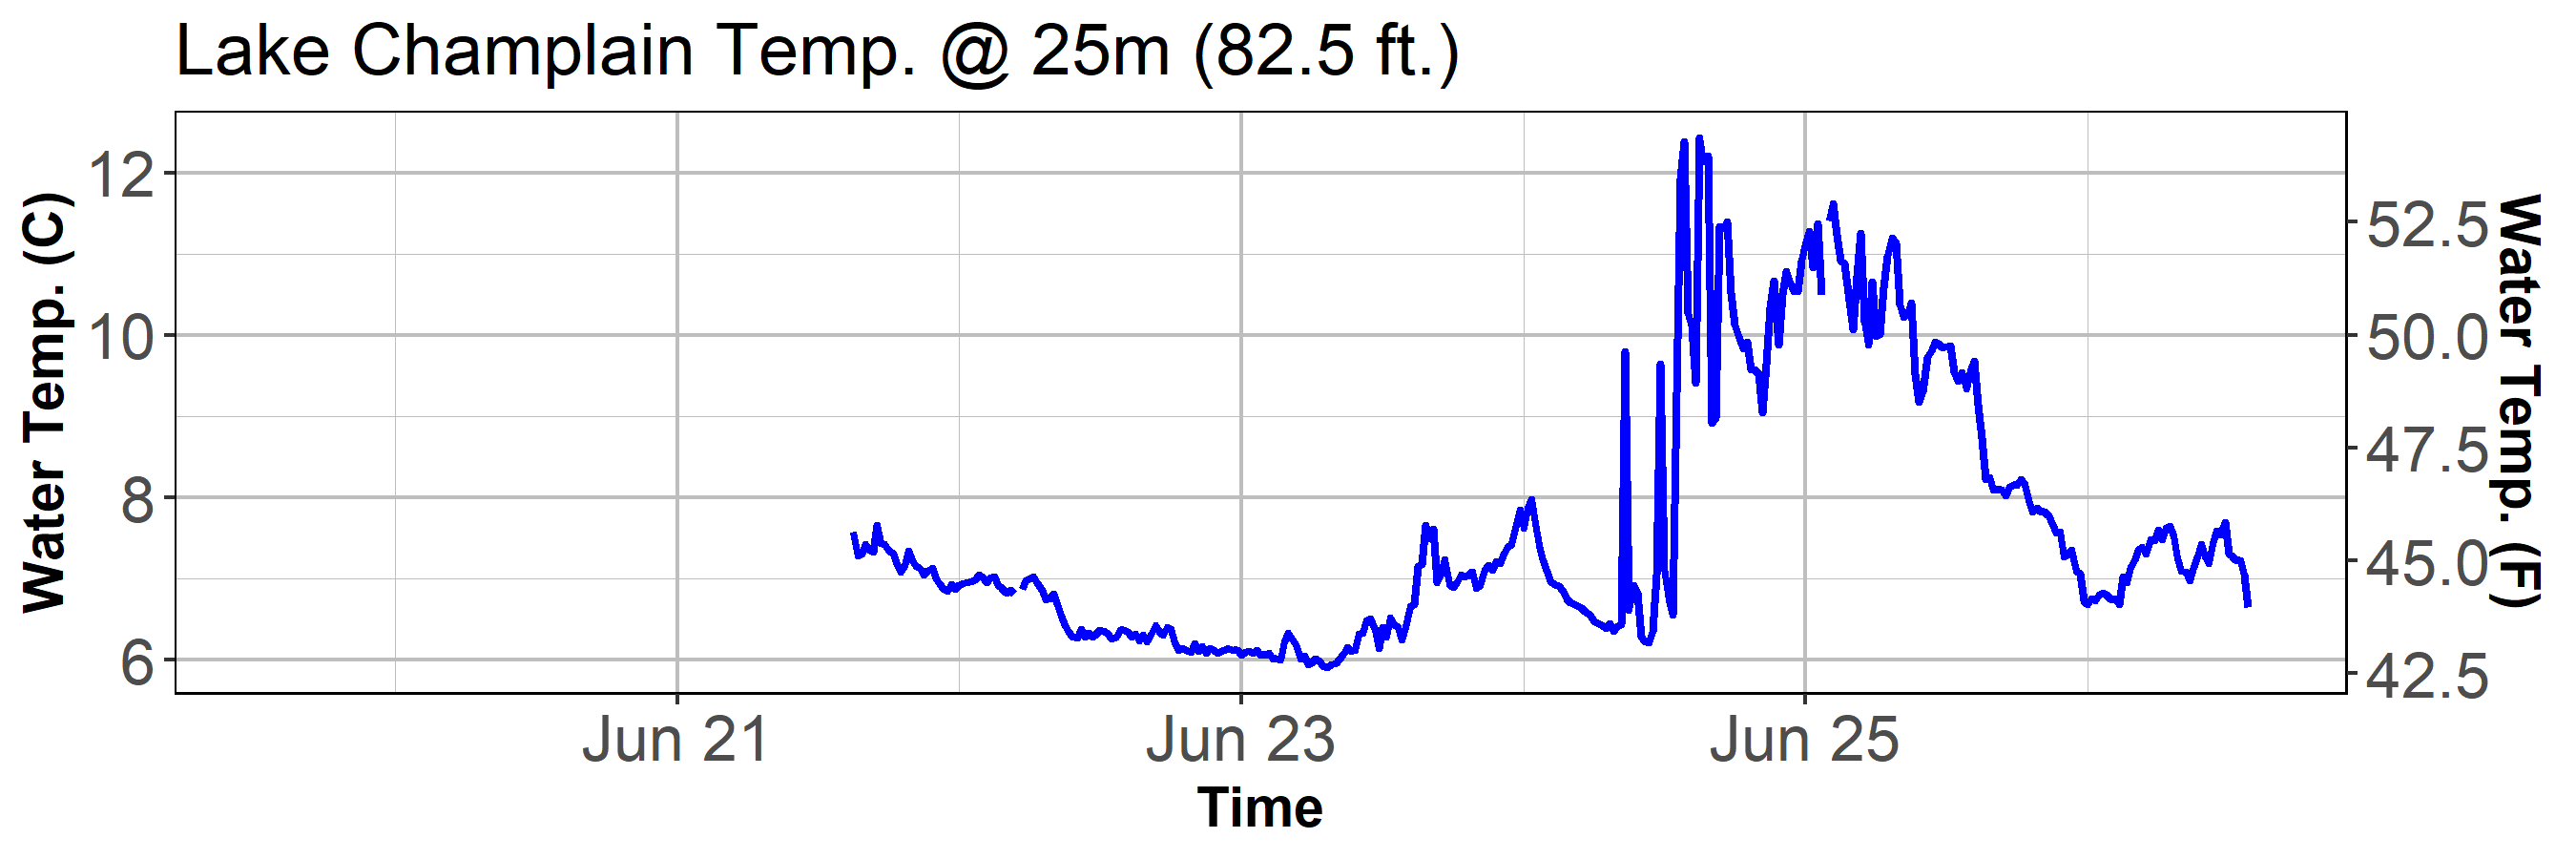 Lake Champlain Temp. @ 25m (82.5 ft.)
Water Temp. (C)
12
10
8
6
52.5
50.0
47.5
45.0
42.5
Water Temp. (F)
Jun 21
Jun 23
Jun 25
Time